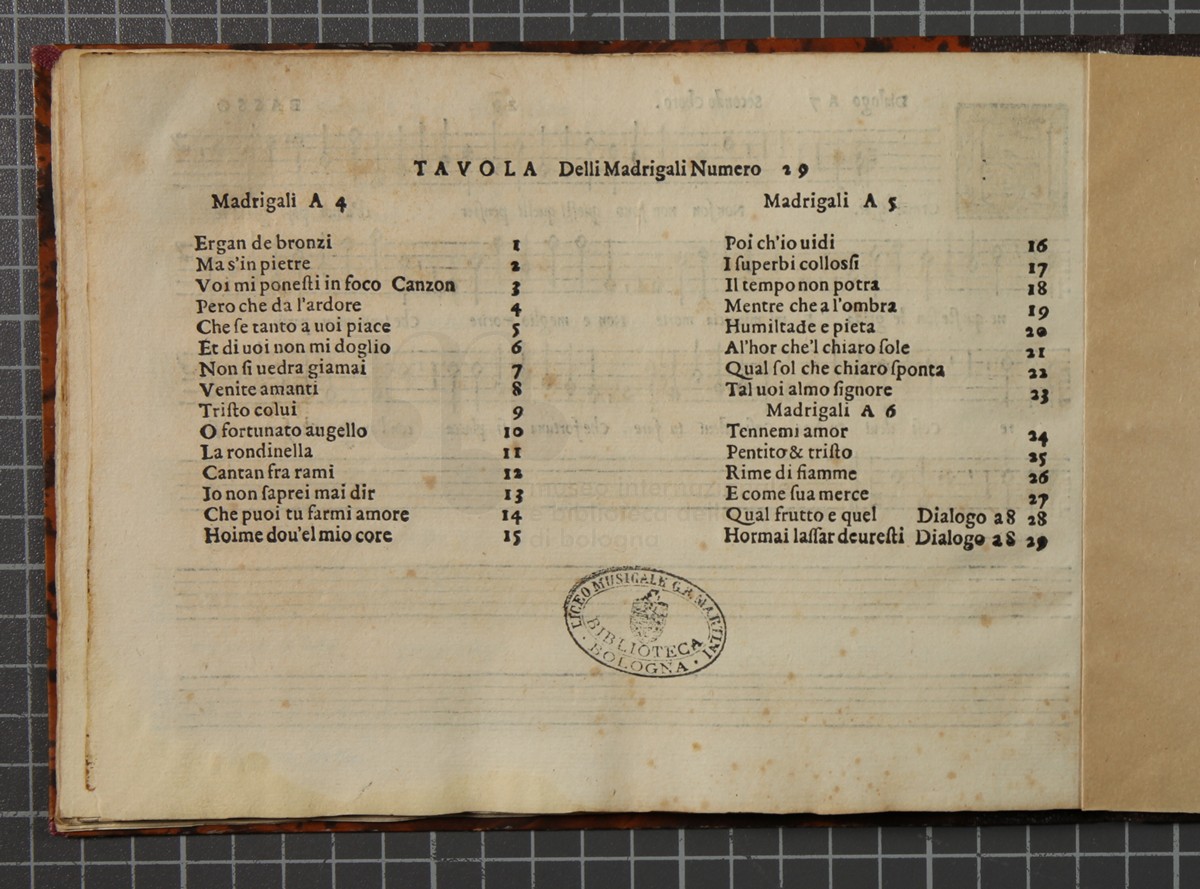 TAVOLA Delli Madrigali Numero 29
Madrigali A 4
Ergan de bronzi 1
Ma s'in pietre 2
Voi mi ponesti in foco Canzon 3
Pero che da l'ardore 4
Che se tanto a uoi piace 5
Et di uoi non mi doglio 6
Non si uedra giamai 7
Venite amanti 8
Tristo colui 9
O fortunato augello 10
La rondinella 11
Cantan fra rami 12
Io non saprei mai dir 13
Che puoi tu farmi amore 14
Hoime dou'el mio core 15
Madrigali A 5
Poi ch'io uidi 16
I superbi collossi 17
Il tempo non potra 18
Mentre che a l'ombra 19
Humiltade e pieta 20
Al'hor che'l chiaro sole 21
Qual sol che chiaro sponta 22
Tal uoi almo signore 23
Madrigali A 6
Tennemi amor 24
Pentito & tristo 25
Rime di fiamme 26
E come sua merce 27
Qual frutto e quel Dialogo a 8 28
Hormai lassar deuresti Dialogo a 8 29
LICEO MUSICALE G.B. MARTINI
BIBLIOTECA
BOLOGNA